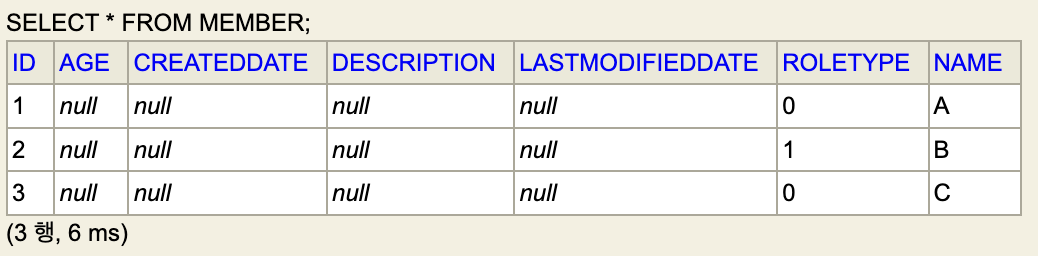 SELECT * FROM MEMBER;
ID AGE CREATEDDATE DESCRIPTION LASTMODIFIEDDATE ROLETYPE NAME
1 null null null null 0 A
2 null null null null 1 B
3 null null null null 0 C
(3 행, 6 ms)